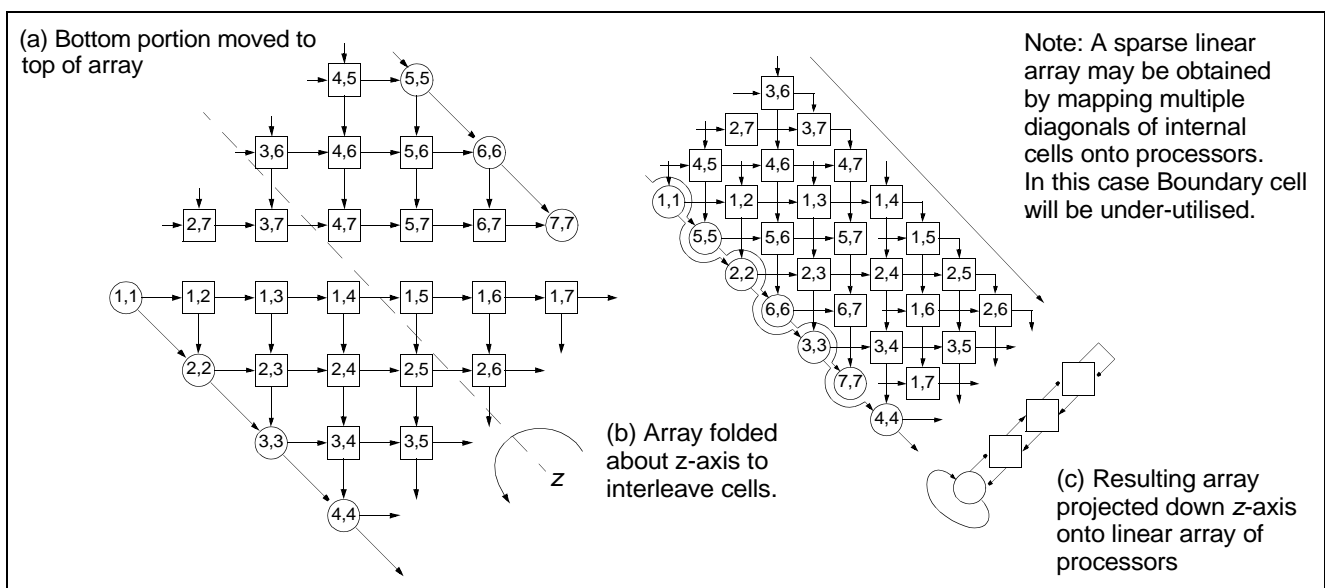 (a) Bottom portion moved to
top of array
4,5 5,5
3,6 4,6 5,6 6,6
2,7 3,7 4,7 5,7 6,7 7,7
1,1 1,2 1,3 1,4 1,5 1,6 1,7
2,2 2,3 2,4 2,5 2,6
3,3 3,4 3,5
4,4
z
(b) Array folded
about z-axis to
interleave cells.
3,6
2,7 3,7
4,5 4,6 4,7
1,1 1,2 1,3 1,4
5,5 5,6 5,7 1,5
2,2 2,3 2,4 2,5
6,6 6,7 1,6 2,6
3,3 3,4 3,5
7,7 1,7
4,4
Note: A sparse linear
array may be obtained
by mapping multiple
diagonals of internal
cells onto processors.
In this case Boundary cell
will be under-utilised.
(c) Resulting array
projected down z-axis
onto linear array of
processors